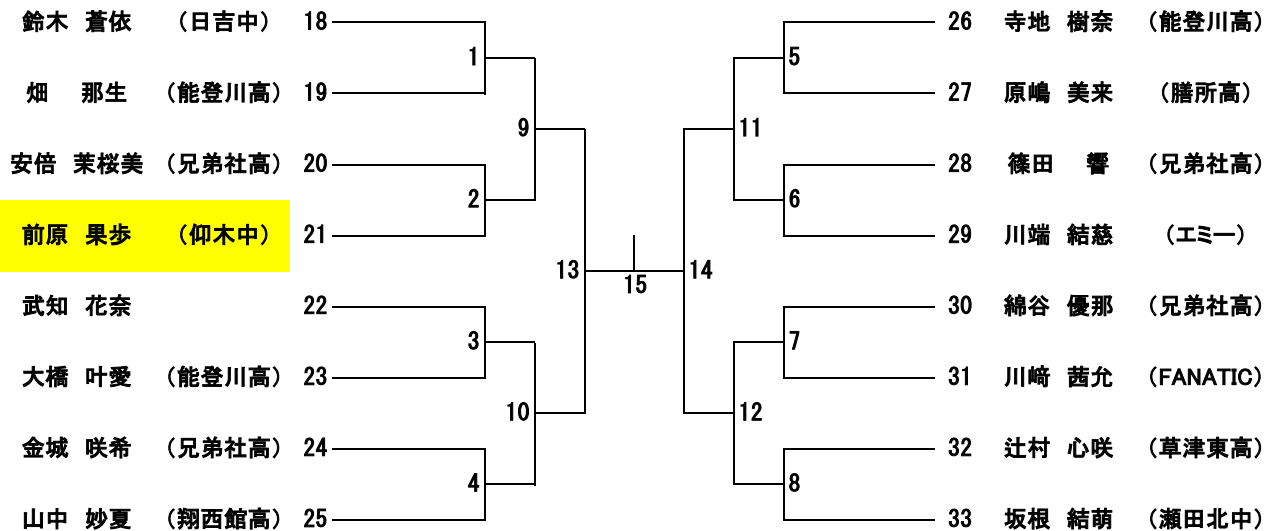 鈴木 蒼依 (日吉中) 18
1
畑 那生 (能登川高) 19
9
安倍 茉桜美 (兄弟社高) 20
2
前原 果歩 (仰木中) 21
13
武知 花奈 22
3
大橋 叶愛 (能登川高) 23
10
金城 咲希 (兄弟社高) 24
4
山中 妙夏 (翔西館高) 25
15
26 寺地 樹奈 (能登川高)
5
27 原嶋 美来 (膳所高)
11
28 篠田 響 (兄弟社高)
6
29 川端 結慈 (エミー)
14
30 綿谷 優那 (兄弟社高)
7
31 川﨑 茜允 (FANATIC)
12
32 辻村 心咲 (草津東高)
8
33 坂根 結萌 (瀬田北中)